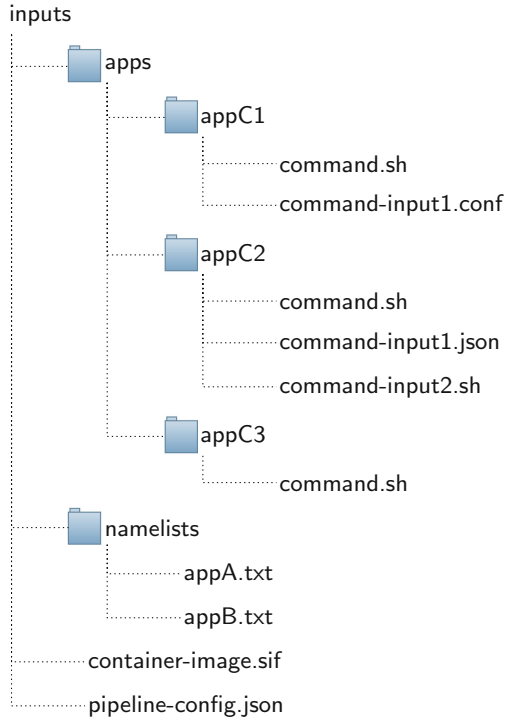 inputs
apps
appC1
command.sh
command-input1.conf
appC2
command.sh
command-input1.json
command-input2.sh
appC3
command.sh
namelists
appA.txt
appB.txt
container-image.sif
pipeline-config.json